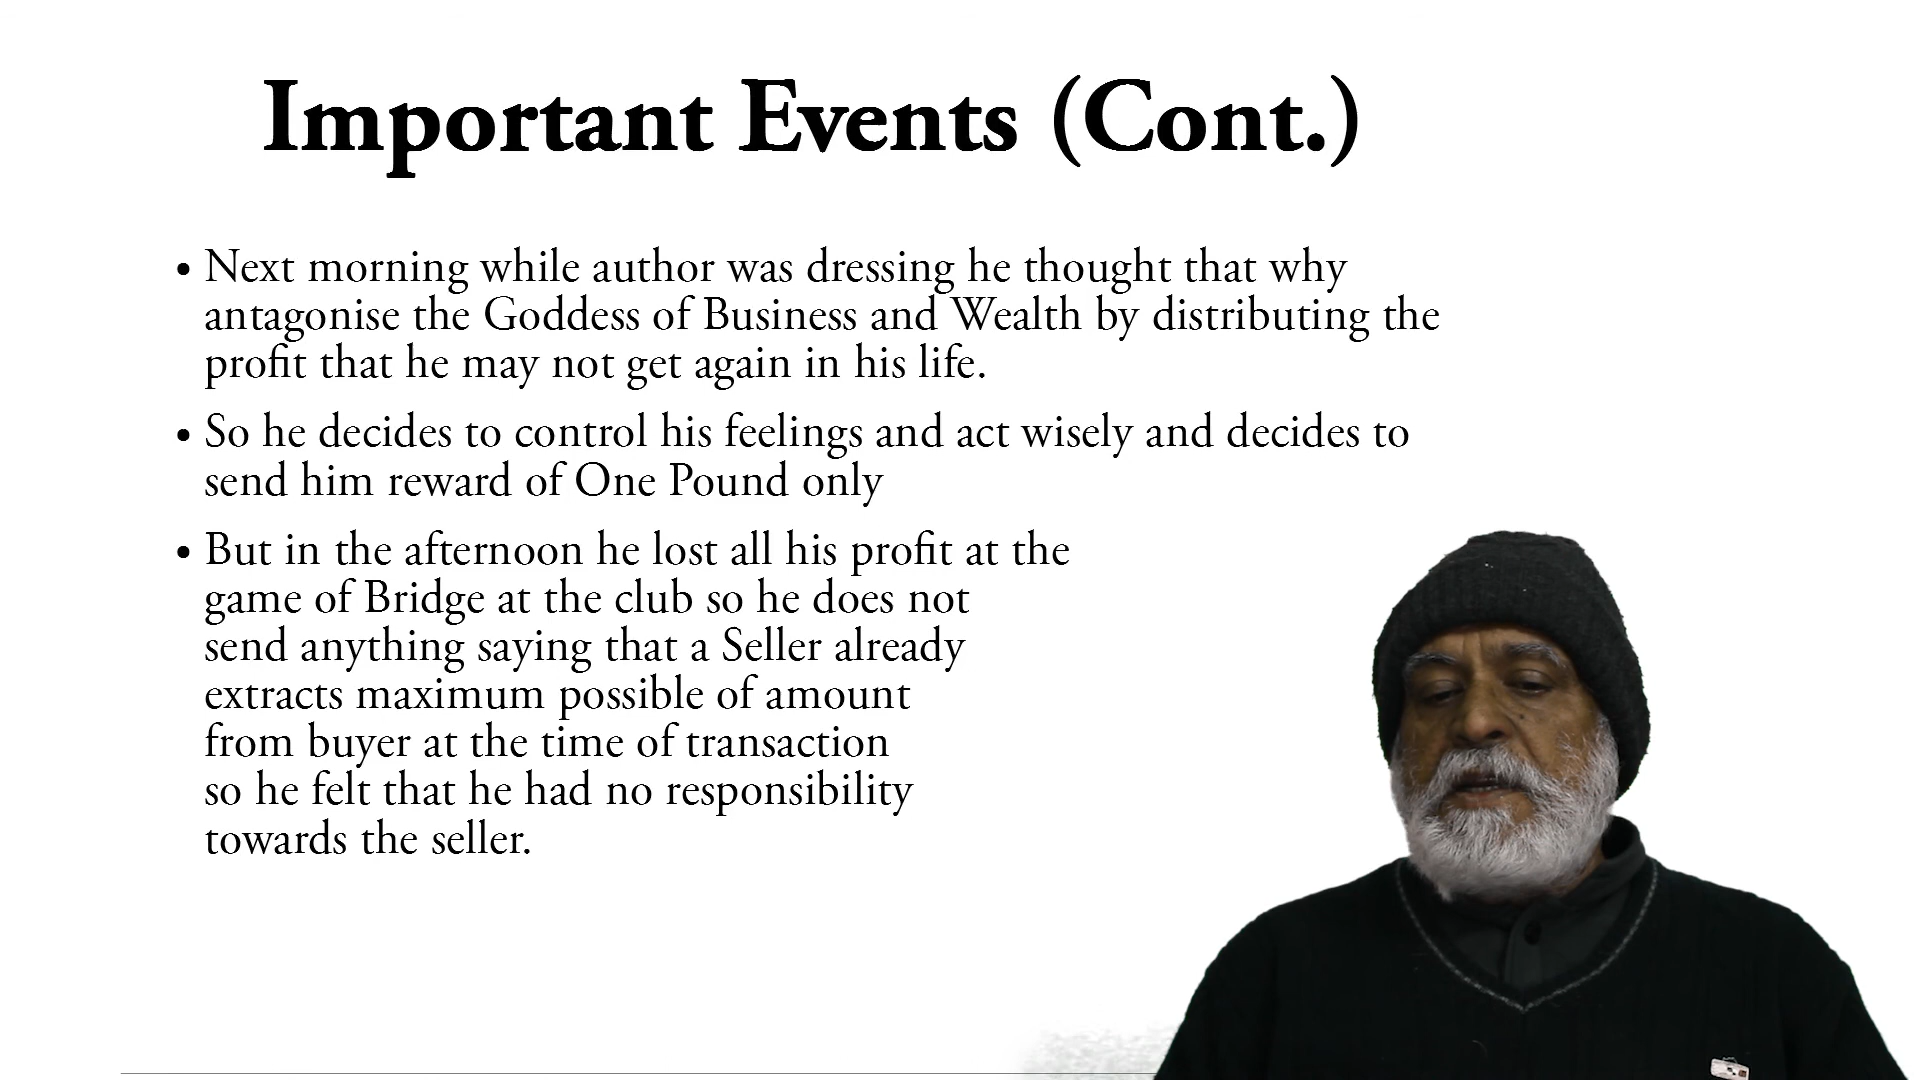 Important Events (Cont.)
• Next morning while author was dressing he thought that why
antagonise the Goddess of Business and Wealth by distributing the
profit that he may not get again in his life.
• So he decides to control his feelings and act wisely and decides to
send him reward of One Pound only
• But in the afternoon he lost all his profit at the
game of Bridge at the club so he does not
send anything saying that a Seller already
extracts maximum possible of amount
from buyer at the time of transaction
so he felt that he had no responsibility
towards the seller.